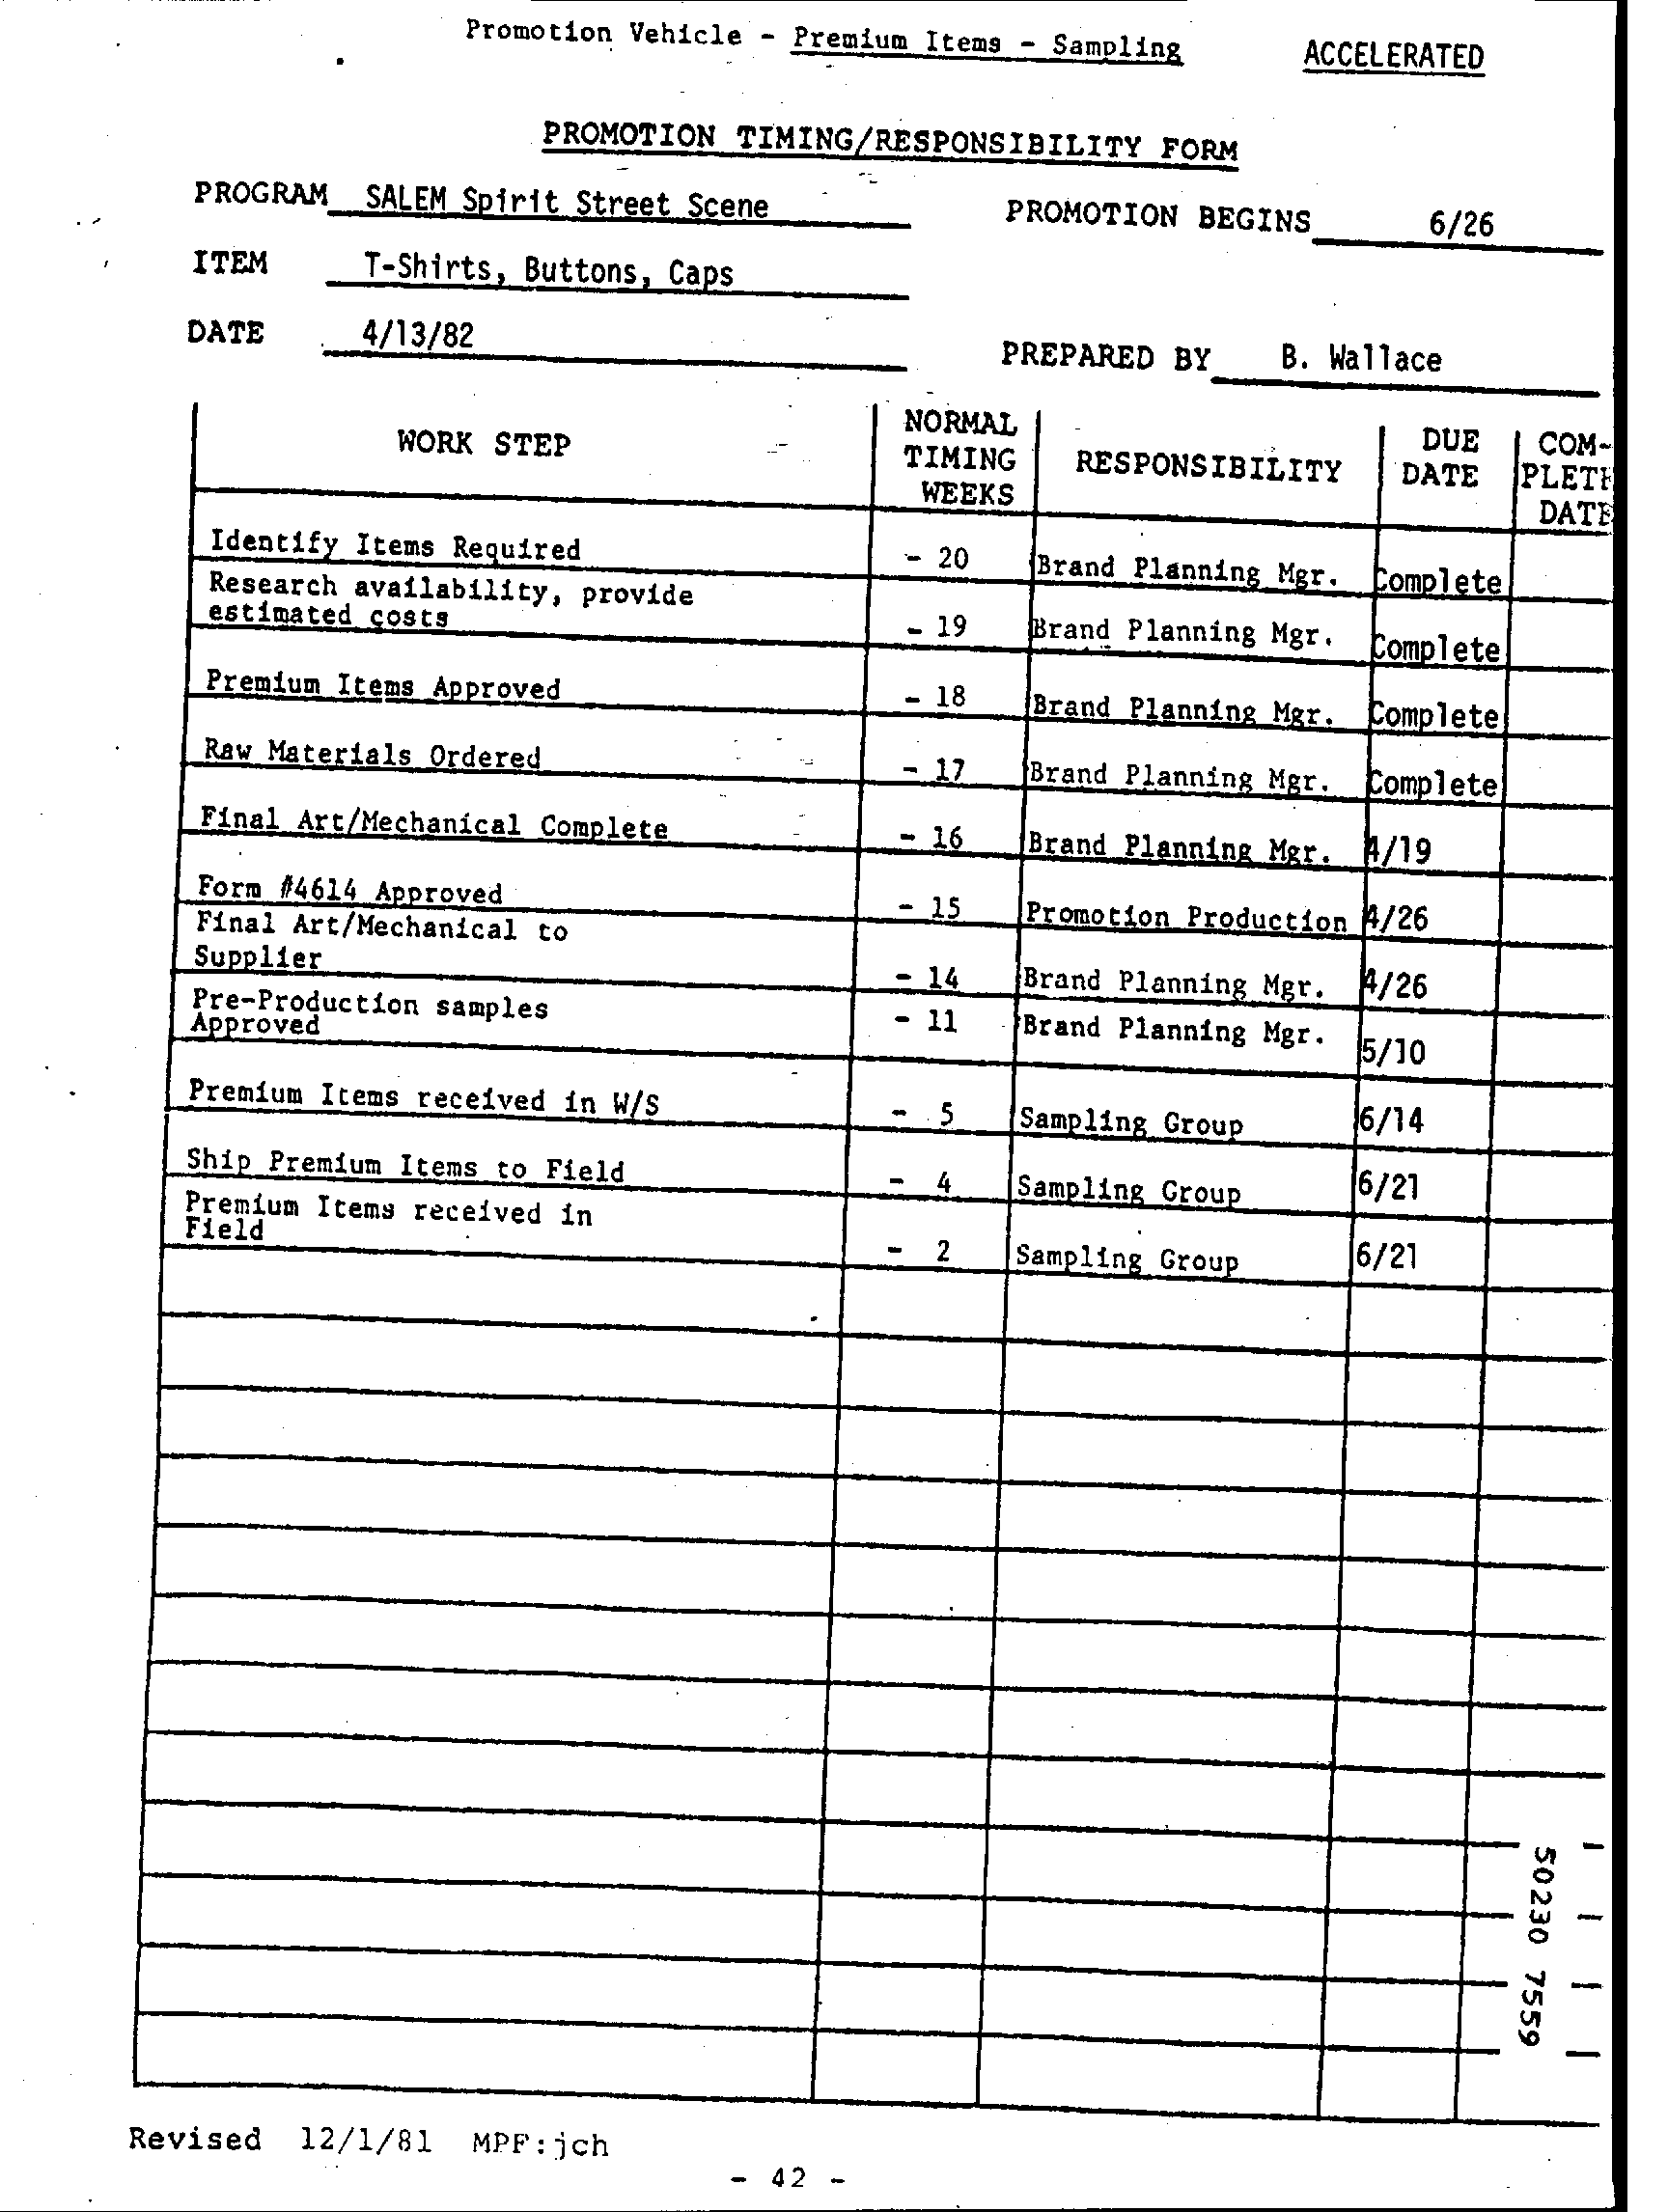 Promotion Vehicle - Premium Items - Sampling ACCELERATED
PROMOTION TIMING/RESPONSIBILITY FORM
PROGRAM SALEM Spirit Street Scene PROMOTION BEGINS 6/26
ITEM T-Shirts, Buttons, Caps
DATE 4/13/82 PREPARED BY B. Wallace
WORK STEP NORMAL TIMING WEEKS RESPONSIBILITY DUE DATE COM-PLETE DATE
Identify Items Required - 20 Brand Planning Mgr. Complete
Research availability, provide
estimated costs - 19 Brand Planning Mgr. Complete
Premium Items Approved - 18 Brand Planning Mgr. Complete
Raw Materials Ordered - 17 Brand Planning Mgr. Complete
Final Art/Mechanical Complete - 16 Brand Planning Mgr. 4/19
Form #4614 Approved - 15 Promotion Production 4/26
Final Art/Mechanical to
Supplier - 14 Brand Planning Mgr. 4/26
Pre-Production samples
Approved - 11 Brand Planning Mgr. 5/10
Premium Items received in W/S - 5 Sampling Group 6/14
Ship Premium Items to Field - 4 Sampling Group 6/21
Premium Items received in
Field - 2 Sampling Group 6/21
50230 7559
Revised 12/1/81 MPF:jch
- 42 -